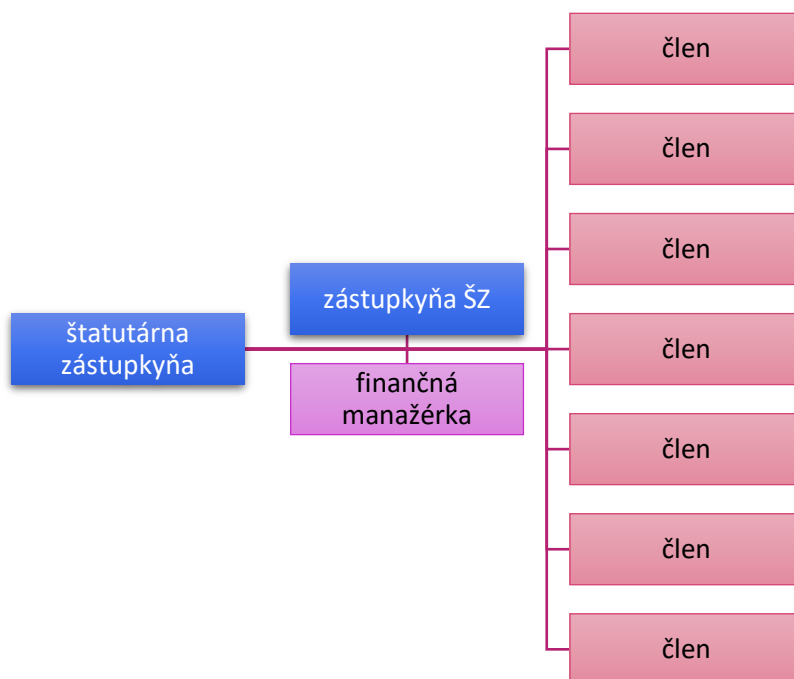 štatutárna
zástupkyňa
zástupkyňa ŠZ
finančná
manažérka
člen
člen
člen
člen
člen
člen
člen